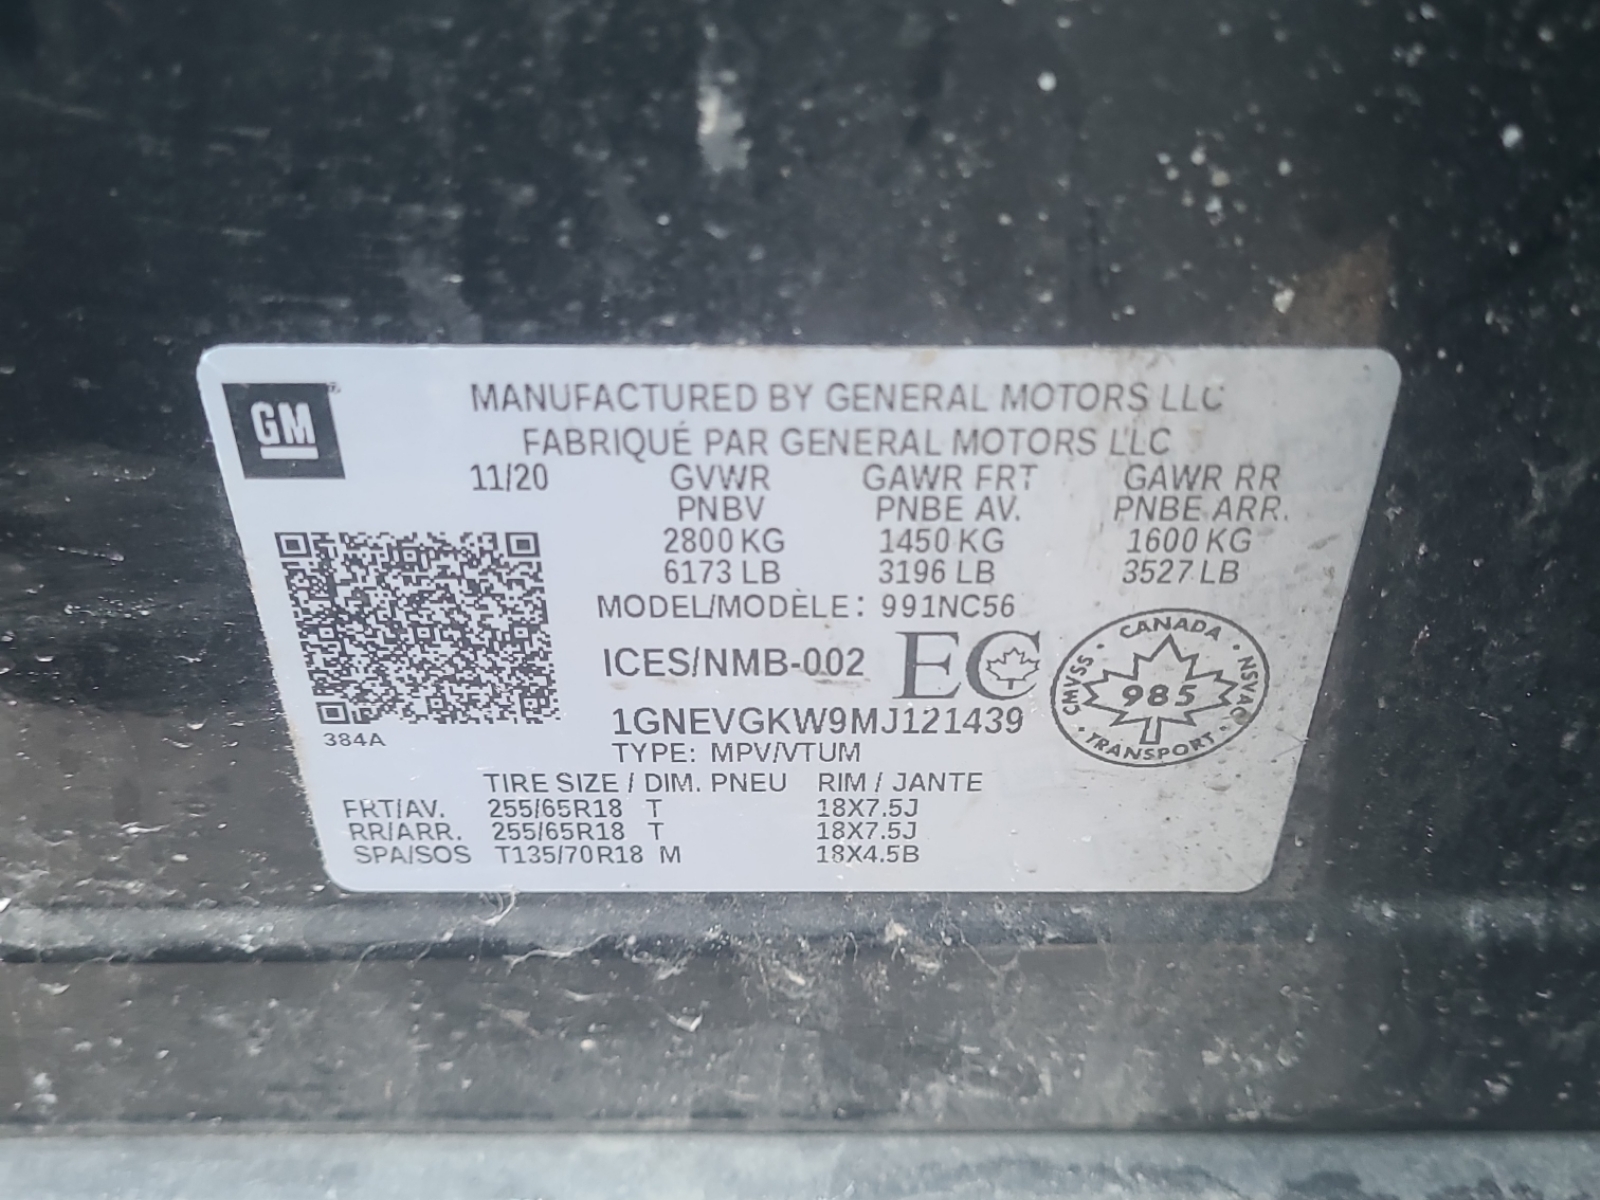 GM
MANUFACTURED BY GENERAL MOTORS LLC
FABRIQUÉ PAR GENERAL MOTORS LLC
11/20 GVWR GAWR FRT GAWR RR
PNBV PNBE AV. PNBE ARR.
2800 KG 1450 KG 1600 KG
6173 LB 3196 LB 3527 LB
MODEL/MODÈLE: 991NC56
ICES/NMB-002 EC
CANADA
CMVSS · 985 · NSVAC
TRANSPORT
1GNEVGKW9MJ121439
384A
TYPE: MPV/VTUM
TIRE SIZE / DIM. PNEU RIM / JANTE
FRT/AV. 255/65R18 T 18X7.5J
RR/ARR. 255/65R18 T 18X7.5J
SPA/SOS T135/70R18 M 18X4.5B